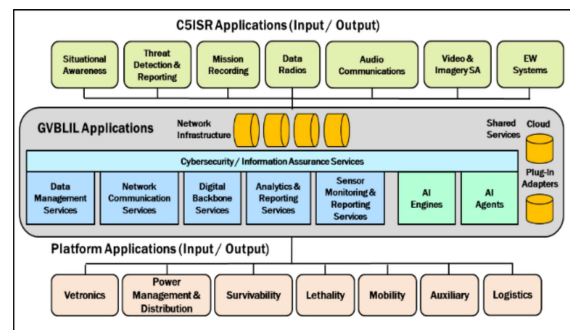 C5ISR Applications (Input / Output)
Situational
Awareness
Threat
Detection &
Reporting
Mission
Recording
Data
Radios
Audio
Communications
Video &
Imagery SA
EW
Systems
GVBLIL Applications
Network
Infrastructure
Shared
Services
Cloud
Cybersecurity / Information Assurance Services
Plug-In
Adapters
Data
Management
Services
Network
Communication
Services
Digital
Backbone
Services
Analytics &
Reporting
Services
Sensor
Monitoring &
Reporting
Services
AI
Engines
AI
Agents
Platform Applications (Input / Output)
Vetronics
Power
Management &
Distribution
Survivability
Lethality
Mobility
Auxiliary
Logistics